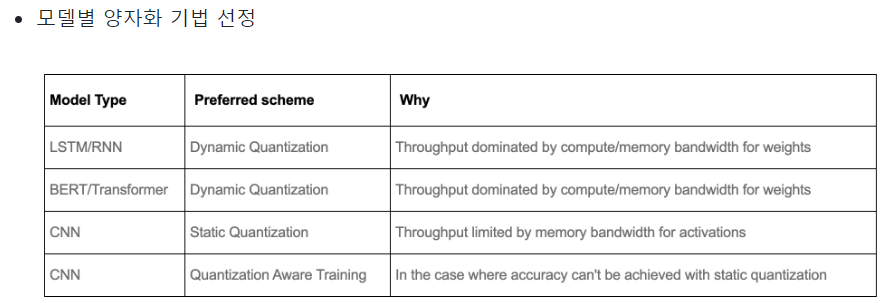 모델별 양자화 기법 선정
Model Type Preferred scheme Why
LSTM/RNN Dynamic Quantization Throughput dominated by compute/memory bandwidth for weights
BERT/Transformer Dynamic Quantization Throughput dominated by compute/memory bandwidth for weights
CNN Static Quantization Throughput limited by memory bandwidth for activations
CNN Quantization Aware Training In the case where accuracy can't be achieved with static quantization